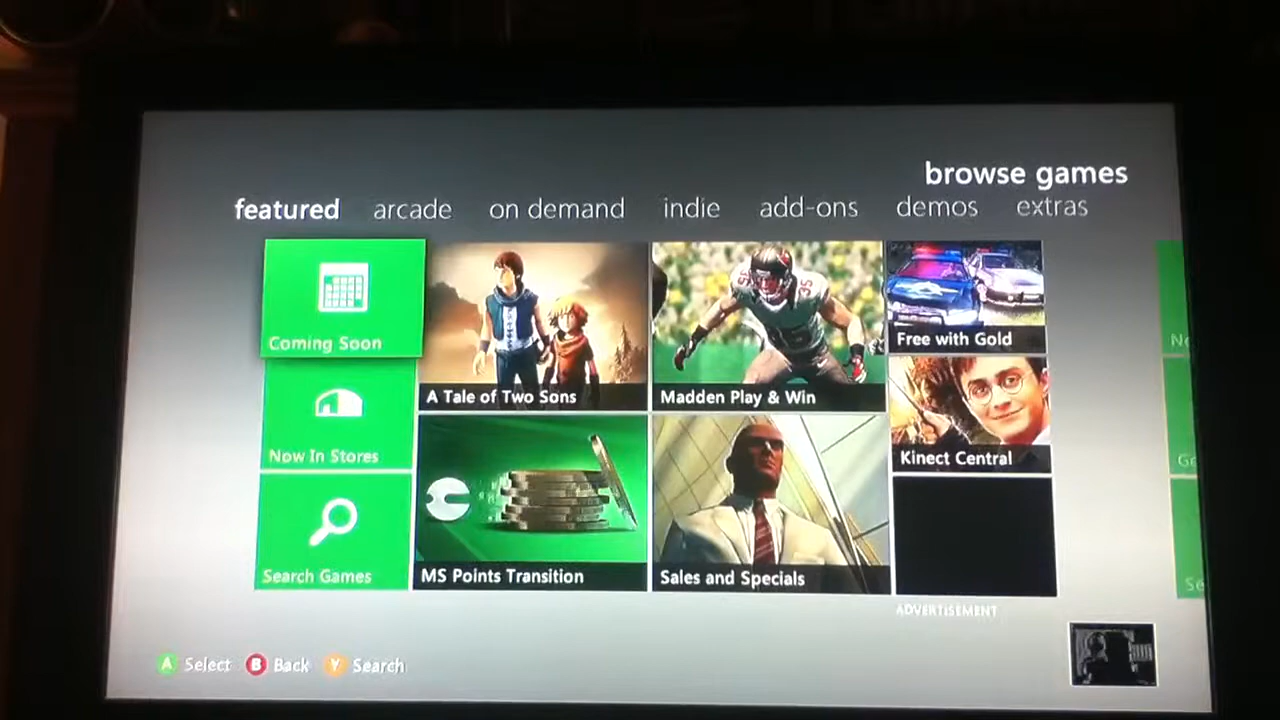 browse games
featured arcade on demand indie add-ons demos extras
Coming Soon
Now In Stores
Search Games
A Tale of Two Sons
MS Points Transition
Madden Play & Win
Sales and Specials
35
Free with Gold
Kinect Central
ADVERTISEMENT
A Select B Back Y Search